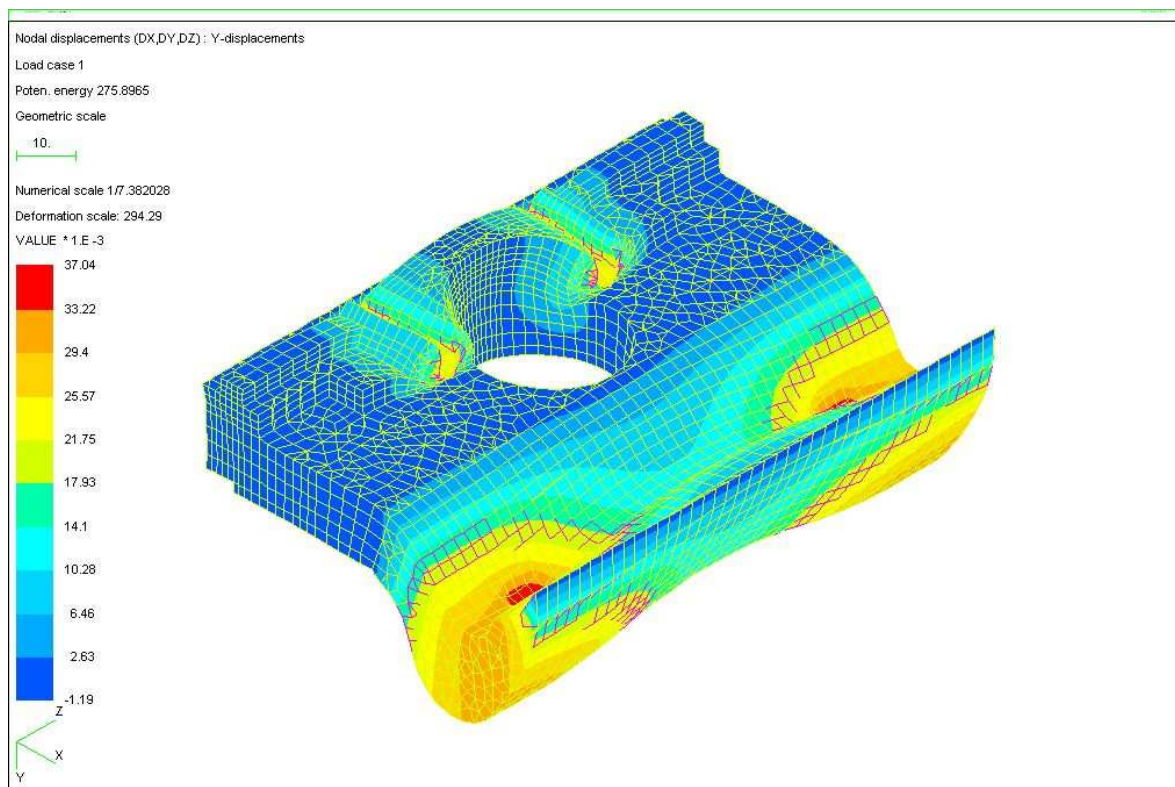 Nodal displacements (DX,DY,DZ) : Y-displacements
Load case 1
Poten. energy 275.8965
Geometric scale
10.
Numerical scale 1/7.382028
Deformation scale: 294.29
VALUE * 1.E -3
37.04
33.22
29.4
25.57
21.75
17.93
14.1
10.28
6.46
2.63
-1.19
Z
X
Y